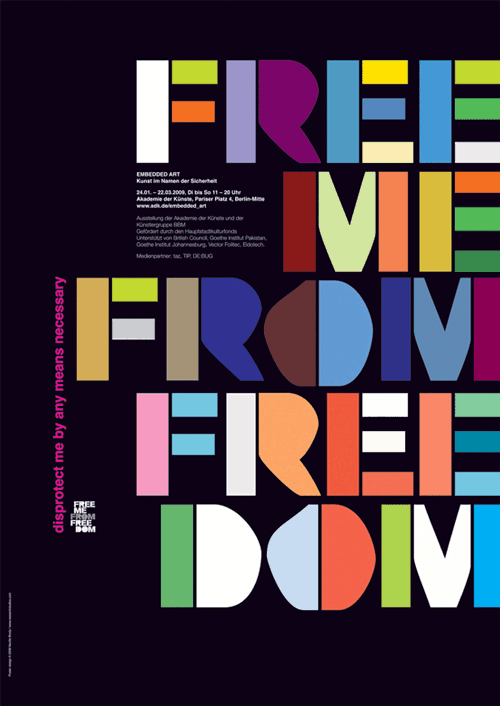 FREE
EMBEDDED ART
Kunst im Namen der Sicherheit
24.01. – 22.03.2009, Di bis So 11 – 20 Uhr
Akademie der Künste, Pariser Platz 4, Berlin-Mitte
www.adk.de/embedded_art
Ausstellung der Akademie der Künste und der
Künstlergruppe BBM
Gefördert durch den Hauptstadtkulturfonds
Unterstützt von British Council, Goethe Institut Pakistan,
Goethe Institut Johannesburg, Vector Foiltec, Eldotech.
Medienpartner: taz, TIP, DE:BUG
ME
FROM
FREE
DOM
disprotect me by any means necessary
FREE
ME
FROM
FREE
DOM